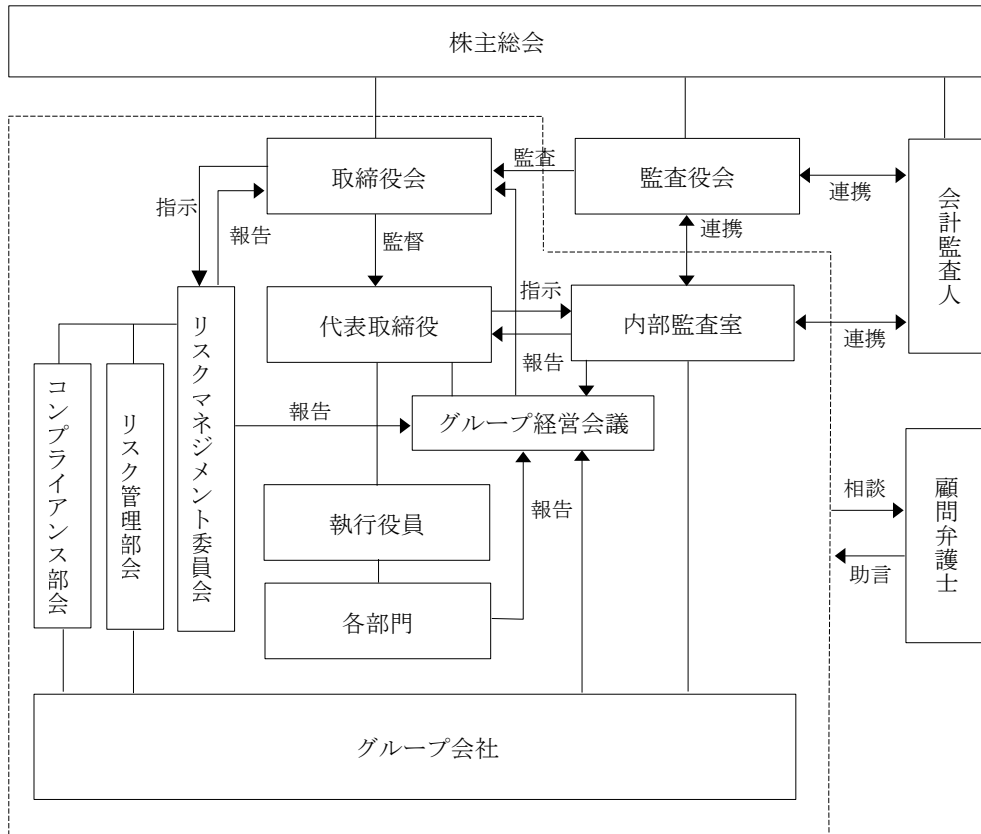 株主総会
取締役会
監査
監査役会
連携
会計監査人
指示
報告
監督
連携
代表取締役
指示
報告
内部監査室
連携
コンプライアンス部会
リスク管理部会
リスクマネジメント委員会
報告
グループ経営会議
報告
執行役員
各部門
相談
助言
顧問弁護士
グループ会社